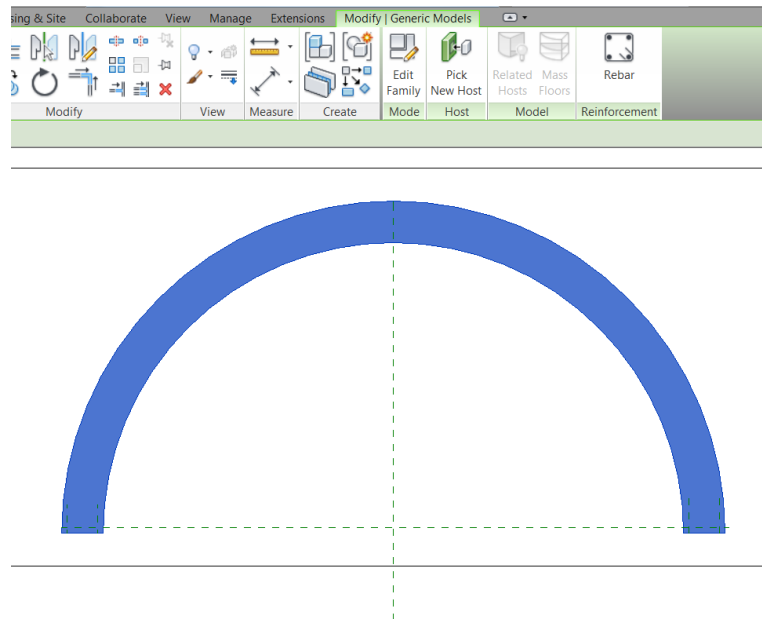 sing & Site Collaborate View Manage Extensions Modify | Generic Models
Edit Family
Pick New Host
Related Hosts
Mass Floors
Rebar
Modify View Measure Create Mode Host Model Reinforcement